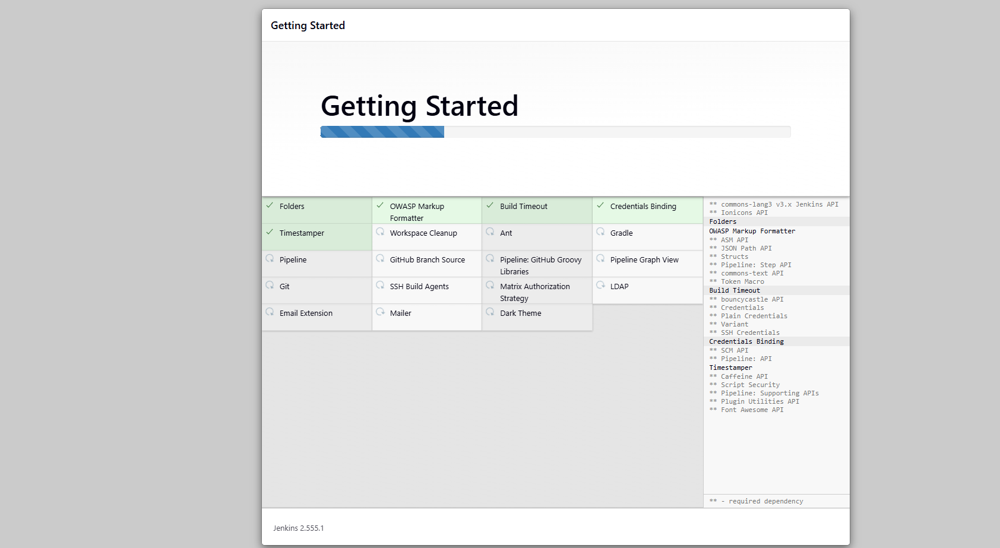 Getting Started
Getting Started
Folders
OWASP Markup
Formatter
Build Timeout
Credentials Binding
Timestamper
Workspace Cleanup
Ant
Gradle
Pipeline
GitHub Branch Source
Pipeline: GitHub Groovy
Libraries
Pipeline Graph View
Git
SSH Build Agents
Matrix Authorization
Strategy
LDAP
Email Extension
Mailer
Dark Theme
** commons-lang3 v3.x Jenkins API
** Ionicons API
Folders
OWASP Markup Formatter
** ASM API
** JSON Path API
** Structs
** Pipeline: Step API
** commons-text API
** Token Macro
Build Timeout
** bouncycastle API
** Credentials
** Plain Credentials
** Variant
** SSH Credentials
Credentials Binding
** SCM API
** Pipeline: API
Timestamper
** Caffeine API
** Script Security
** Pipeline: Supporting APIs
** Plugin Utilities API
** Font Awesome API
** - required dependency
Jenkins 2.555.1